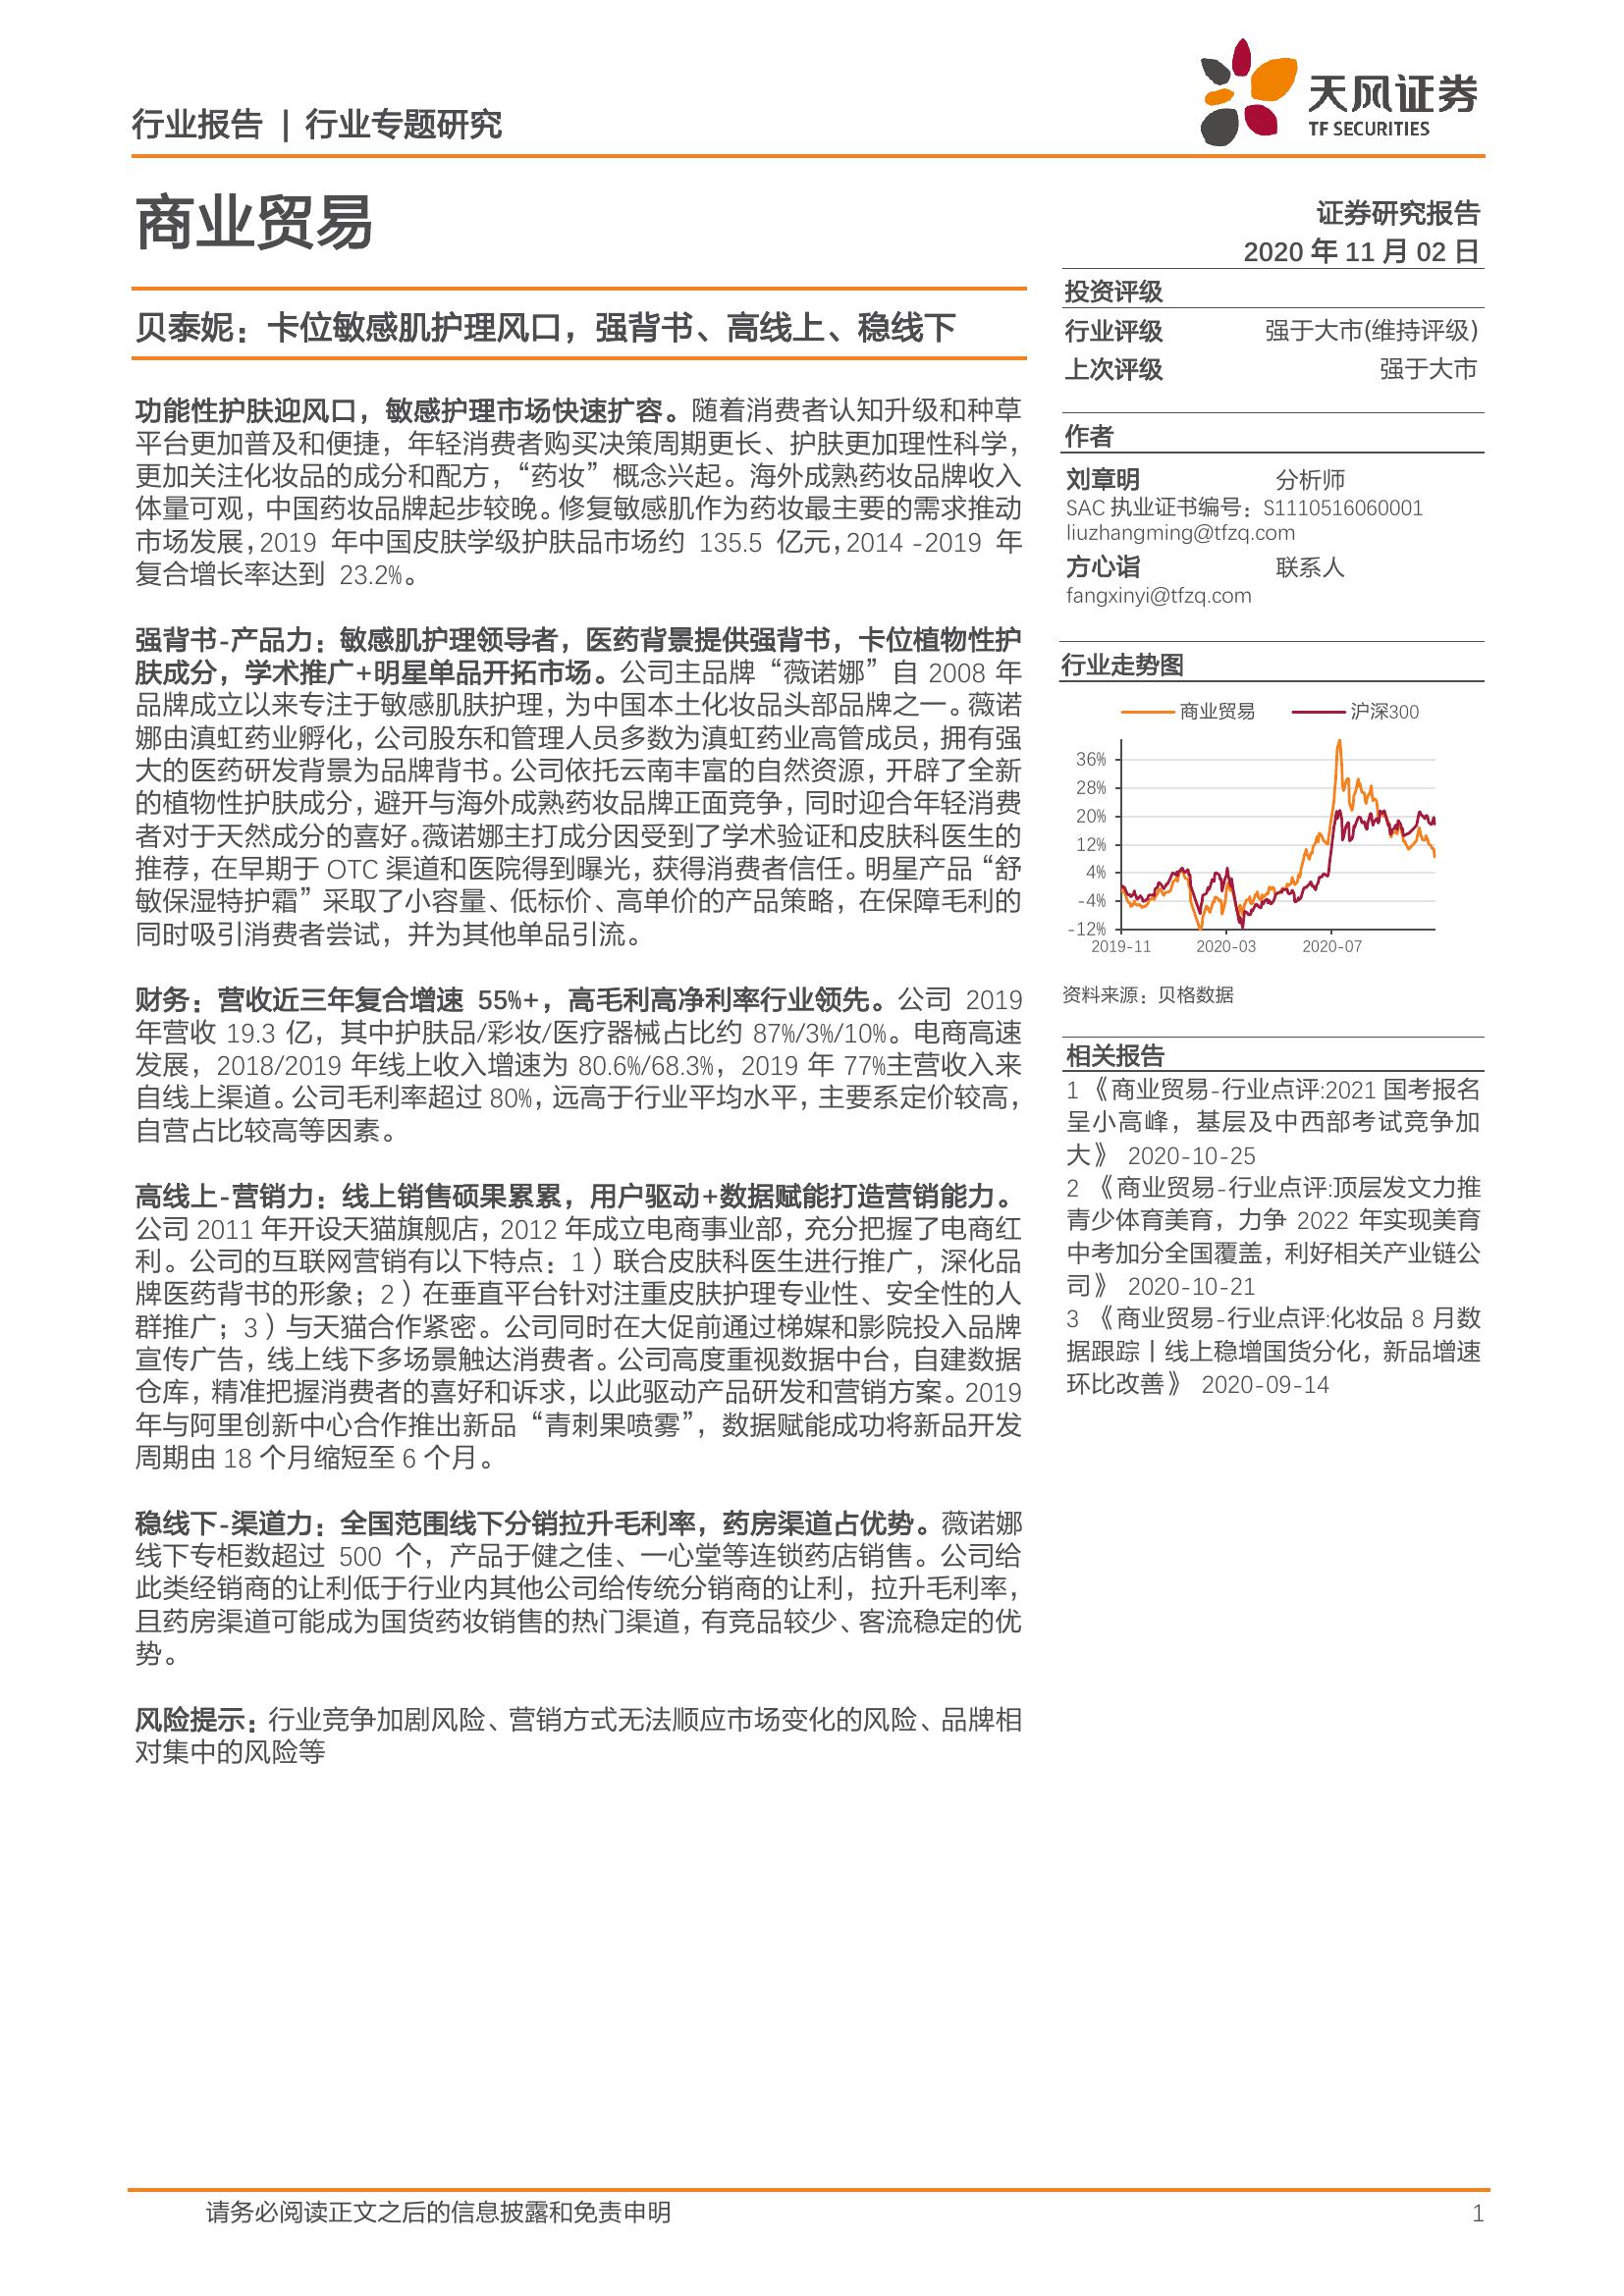 行业报告 | 行业专题研究
天风证券
TF SECURITIES
商业贸易
证券研究报告
2020 年 11 月 02 日
贝泰妮：卡位敏感肌护理风口，强背书、高线上、稳线下
功能性护肤迎风口，敏感护理市场快速扩容。随着消费者认知升级和种草
平台更加普及和便捷，年轻消费者购买决策周期更长、护肤更加理性科学，
更加关注化妆品的成分和配方，“药妆”概念兴起。海外成熟药妆品牌收入
体量可观，中国药妆品牌起步较晚。修复敏感肌作为药妆最主要的需求推动
市场发展，2019 年中国皮肤学级护肤品市场约 135.5 亿元，2014 -2019 年
复合增长率达到 23.2%。
强背书-产品力：敏感肌护理领导者，医药背景提供强背书，卡位植物性护
肤成分，学术推广+明星单品开拓市场。公司主品牌“薇诺娜”自 2008 年
品牌成立以来专注于敏感肌肤护理，为中国本土化妆品头部品牌之一。薇诺
娜由滇虹药业孵化，公司股东和管理人员多数为滇虹药业高管成员，拥有强
大的医药研发背景为品牌背书。公司依托云南丰富的自然资源，开辟了全新
的植物性护肤成分，避开与海外成熟药妆品牌正面竞争，同时迎合年轻消费
者对于天然成分的喜好。薇诺娜主打成分因受到了学术验证和皮肤科医生的
推荐，在早期于 OTC 渠道和医院得到曝光，获得消费者信任。明星产品“舒
敏保湿特护霜”采取了小容量、低标价、高单价的产品策略，在保障毛利的
同时吸引消费者尝试，并为其他单品引流。
财务：营收近三年复合增速 55%+，高毛利高净利率行业领先。公司 2019
年营收 19.3 亿，其中护肤品/彩妆/医疗器械占比约 87%/3%/10%。电商高速
发展，2018/2019 年线上收入增速为 80.6%/68.3%，2019 年 77%主营收入来
自线上渠道。公司毛利率超过 80%，远高于行业平均水平，主要系定价较高，
自营占比较高等因素。
高线上-营销力：线上销售硕果累累，用户驱动+数据赋能打造营销能力。
公司 2011 年开设天猫旗舰店，2012 年成立电商事业部，充分把握了电商红
利。公司的互联网营销有以下特点：1）联合皮肤科医生进行推广，深化品
牌医药背书的形象；2）在垂直平台针对注重皮肤护理专业性、安全性的人
群推广；3）与天猫合作紧密。公司同时在大促前通过梯媒和影院投入品牌
宣传广告，线上线下多场景触达消费者。公司高度重视数据中台，自建数据
仓库，精准把握消费者的喜好和诉求，以此驱动产品研发和营销方案。2019
年与阿里创新中心合作推出新品“青刺果喷雾”，数据赋能成功将新品开发
周期由 18 个月缩短至 6 个月。
稳线下-渠道力：全国范围线下分销拉升毛利率，药房渠道占优势。薇诺娜
线下专柜数超过 500 个，产品于健之佳、一心堂等连锁药店销售。公司给
此类经销商的让利低于行业内其他公司给传统分销商的让利，拉升毛利率，
且药房渠道可能成为国货药妆销售的热门渠道，有竞品较少、客流稳定的优
势。
风险提示：行业竞争加剧风险、营销方式无法顺应市场变化的风险、品牌相
对集中的风险等
投资评级
行业评级 强于大市(维持评级)
上次评级 强于大市
作者
刘章明 分析师
SAC 执业证书编号：S1110516060001
liuzhangming@tfzq.com
方心诣 联系人
fangxinyi@tfzq.com
行业走势图
商业贸易 沪深300
36%
28%
20%
12%
4%
-4%
-12%
2019-11 2020-03 2020-07
资料来源：贝格数据
相关报告
1 《商业贸易-行业点评:2021 国考报名
呈小高峰，基层及中西部考试竞争加
大》 2020-10-25
2 《商业贸易-行业点评:顶层发文力推
青少体育美育，力争 2022 年实现美育
中考加分全国覆盖，利好相关产业链公
司》 2020-10-21
3 《商业贸易-行业点评:化妆品 8 月数
据跟踪丨线上稳增国货分化，新品增速
环比改善》 2020-09-14
请务必阅读正文之后的信息披露和免责申明 1